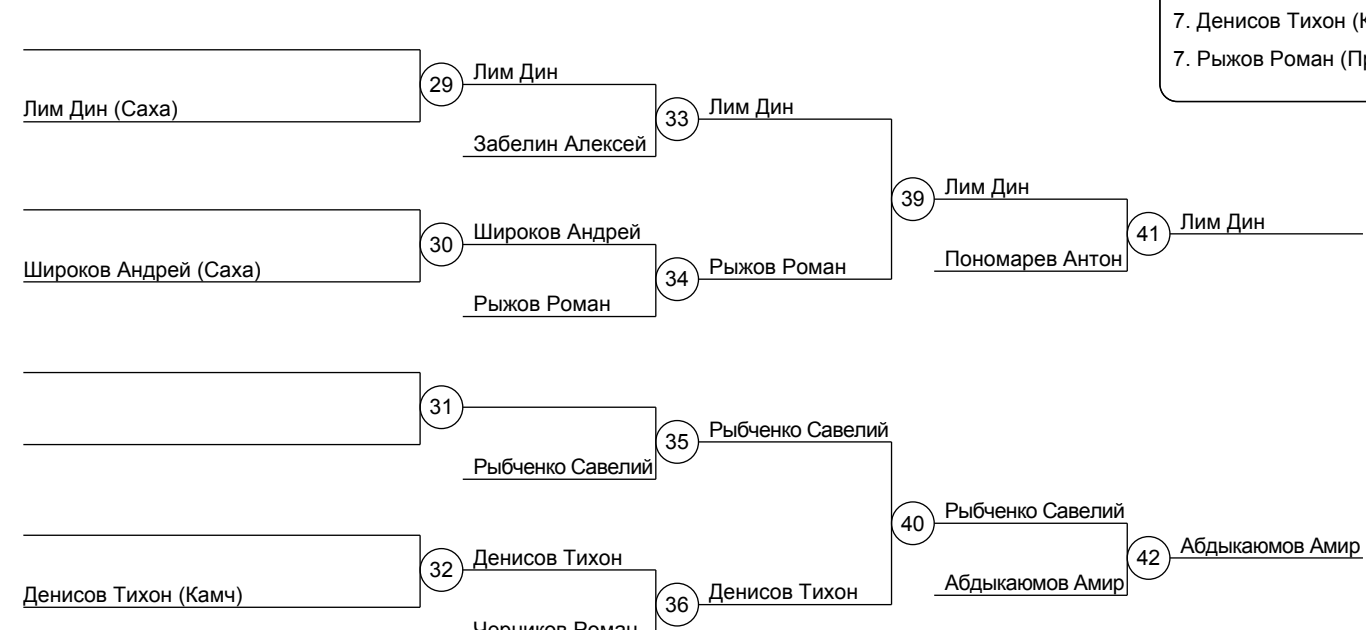 7. Денисов Тихон
7. Рыжов Роман
29
Лим Дин
Лим Дин (Саха)
33
Лим Дин
Забелин Алексей
39
Лим Дин
41
Лим Дин
30
Широков Андрей
Широков Андрей (Саха)
34
Рыжов Роман
Пономарев Антон
Рыжов Роман
31
35
Рыбченко Савелий
Рыбченко Савелий
40
Рыбченко Савелий
42
Абдыкаюмов Амир
32
Денисов Тихон
Абдыкаюмов Амир
Денисов Тихон (Камч)
36
Денисов Тихон
Черников Роман